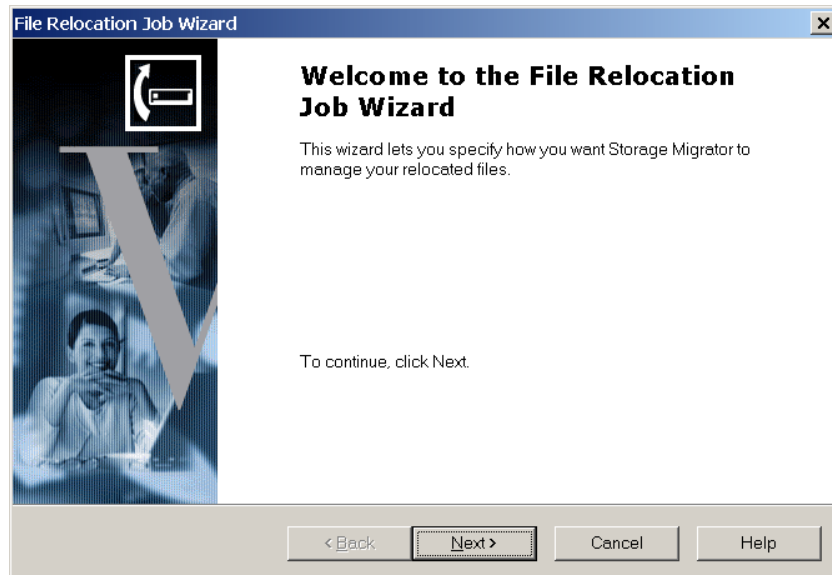 File Relocation Job Wizard
Welcome to the File Relocation
Job Wizard
This wizard lets you specify how you want Storage Migrator to
manage your relocated files.
To continue, click Next.
< Back
Next >
Cancel
Help